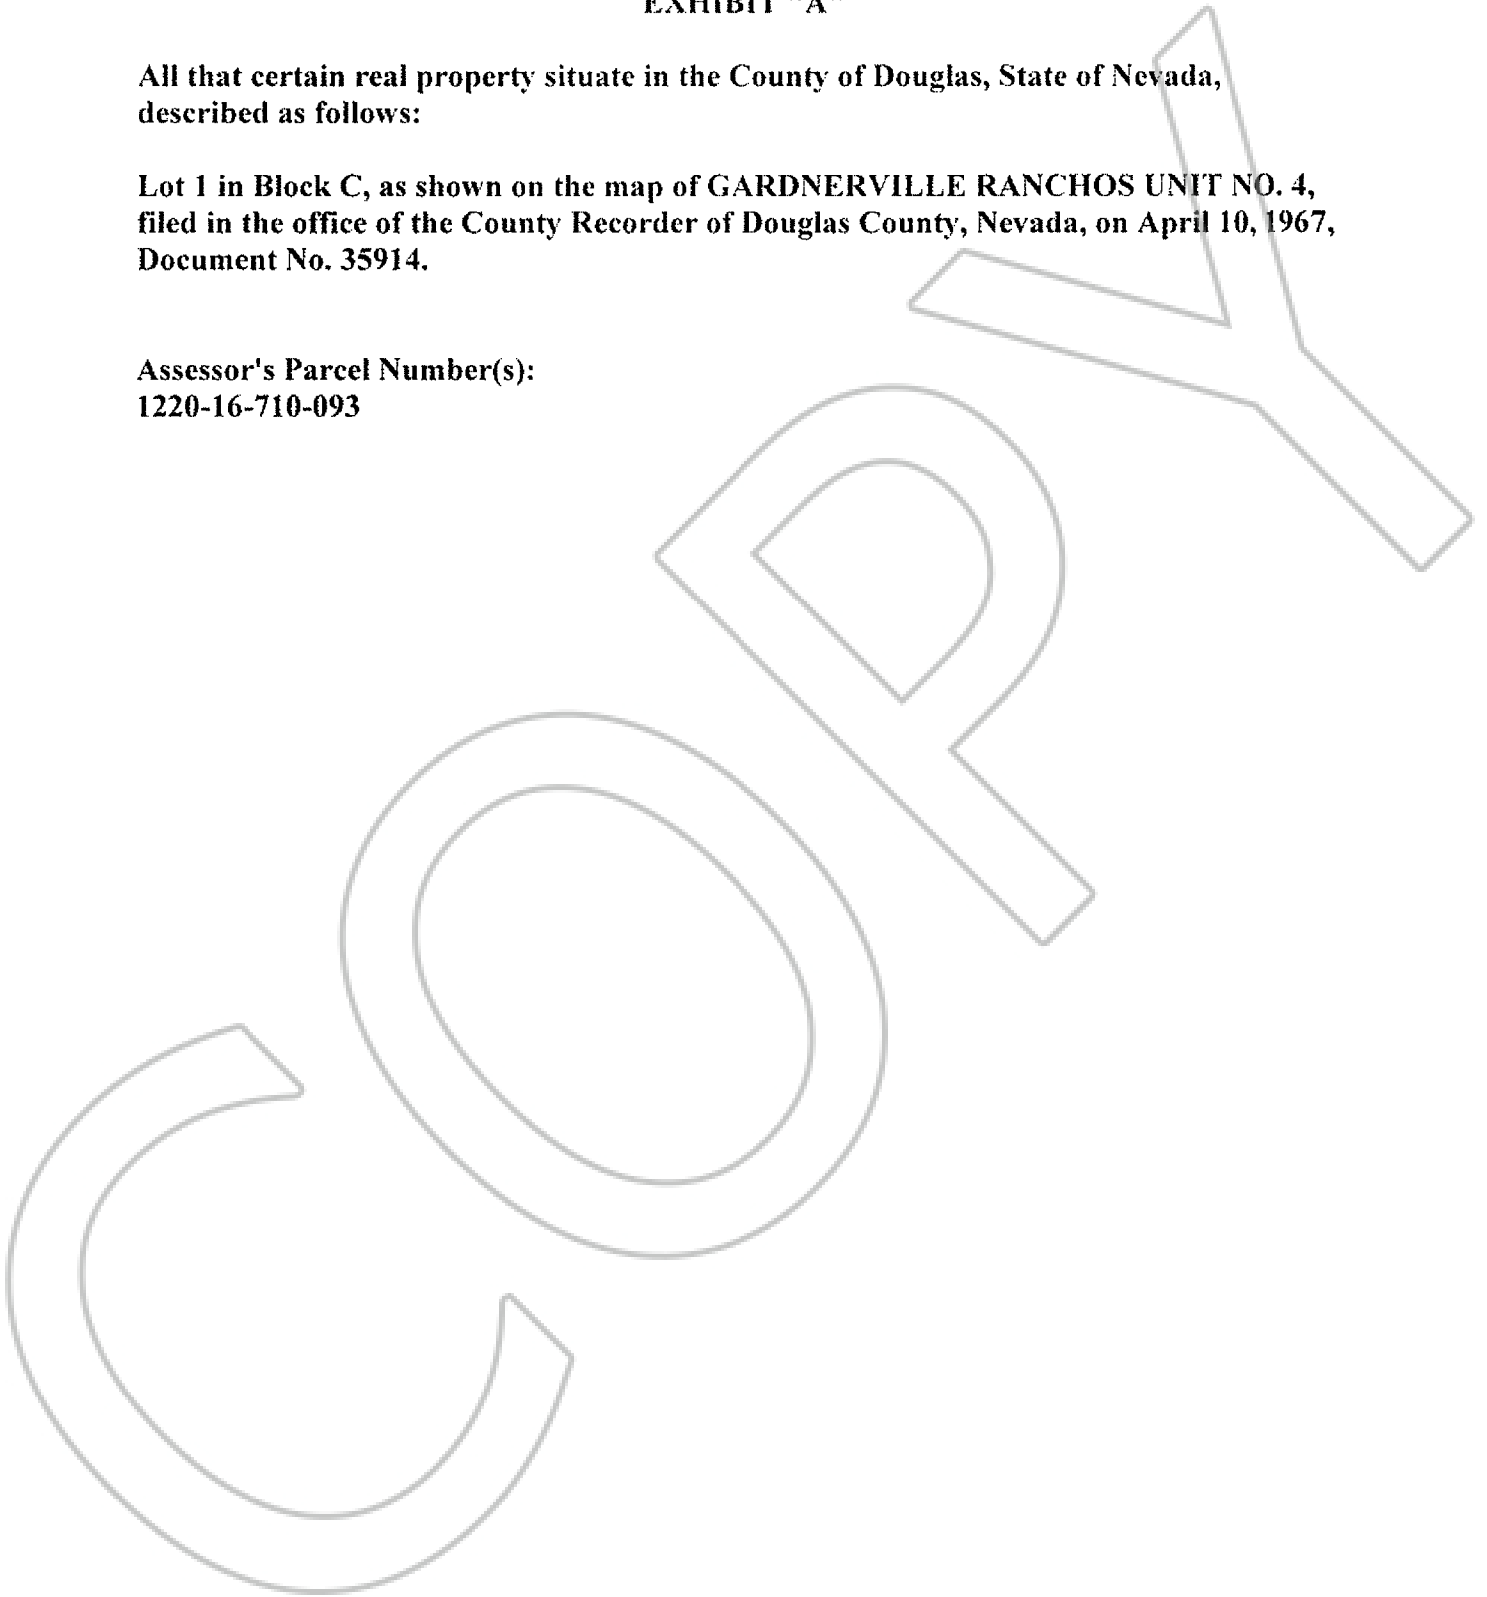 EXHIBIT "A"
All that certain real property situate in the County of Douglas, State of Nevada,
described as follows:
Lot 1 in Block C, as shown on the map of GARDNERVILLE RANCHOS UNIT NO. 4,
filed in the office of the County Recorder of Douglas County, Nevada, on April 10, 1967,
Document No. 35914.
Assessor's Parcel Number(s):
1220-16-710-093
COPY